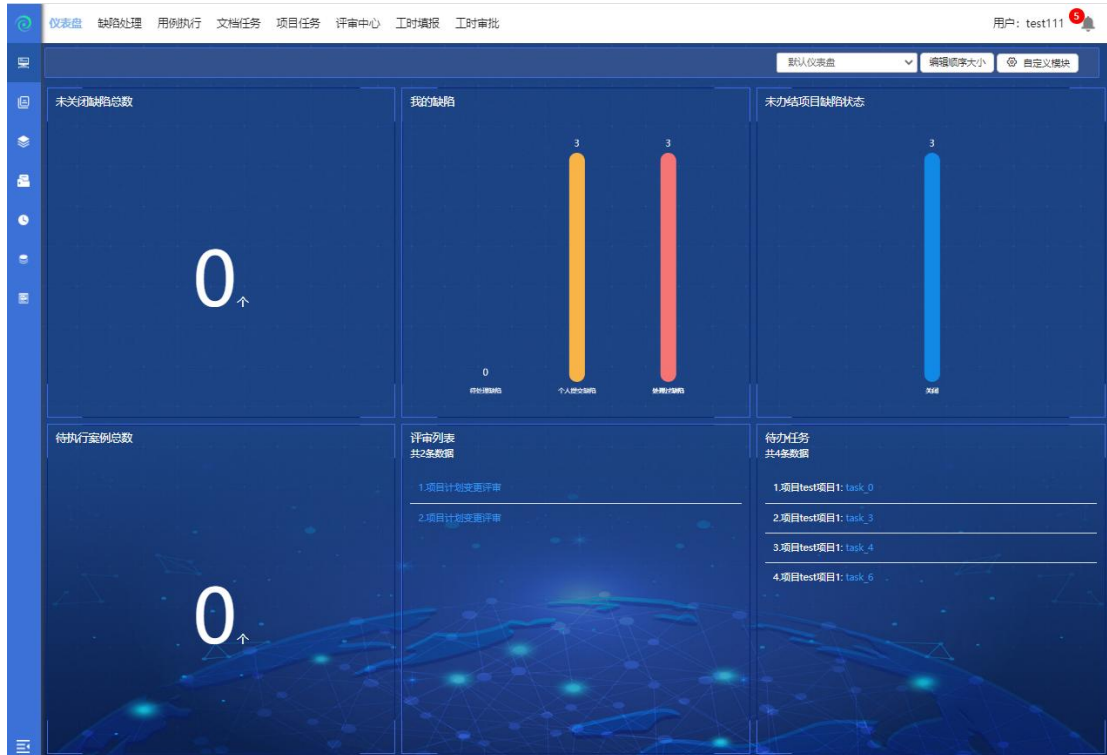 仪表盘 缺陷处理 用例执行 文档任务 项目任务 评审中心 工时填报 工时审批 用户：test111 5
默认仪表盘 编辑顺序大小 自定义模块
未关闭缺陷总数
0个
我的缺陷
3 3
0
待处理缺陷 个人提交缺陷 处理过缺陷
未办结项目缺陷状态
3
关闭
待执行案例总数
0个
评审列表
共2条数据
1.项目计划变更评审
2.项目计划变更评审
待办任务
共4条数据
1.项目test项目1: task_0
2.项目test项目1: task_3
3.项目test项目1: task_4
4.项目test项目1: task_6